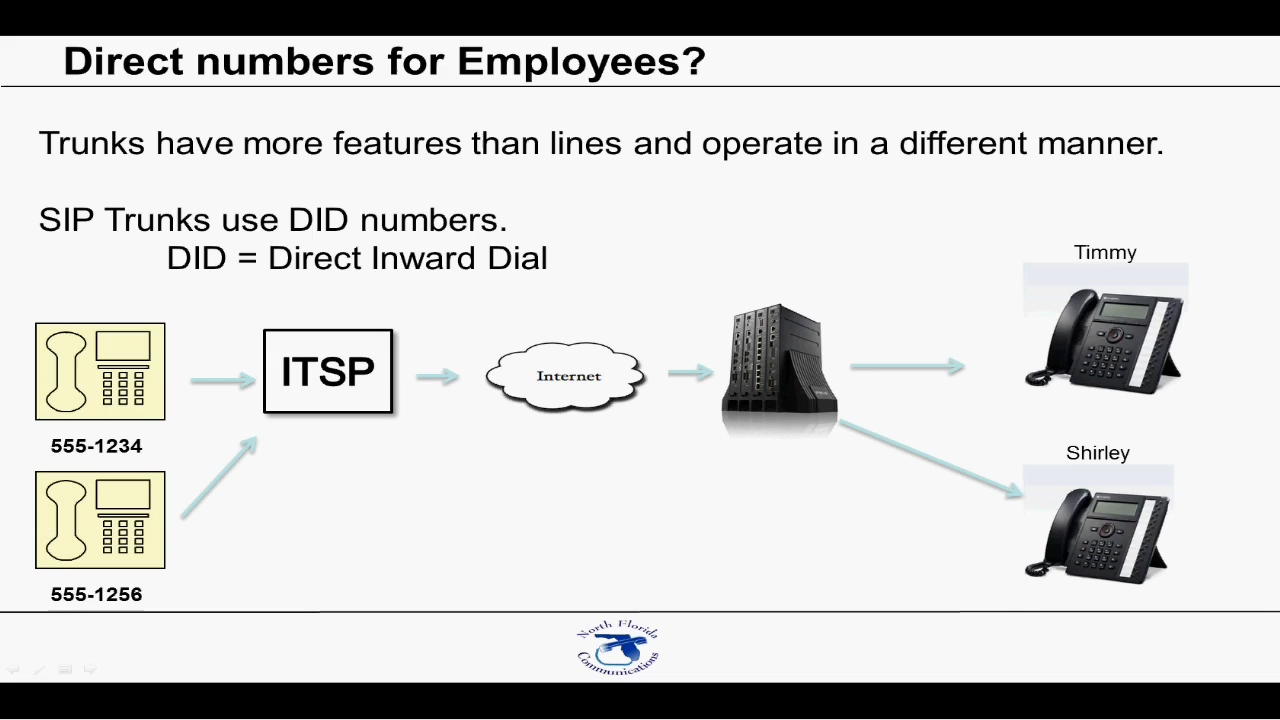 Direct numbers for Employees?
Trunks have more features than lines and operate in a different manner.
SIP Trunks use DID numbers.
DID = Direct Inward Dial
Timmy
ITSP
Internet
555-1234
Shirley
555-1256
North Florida
Communications